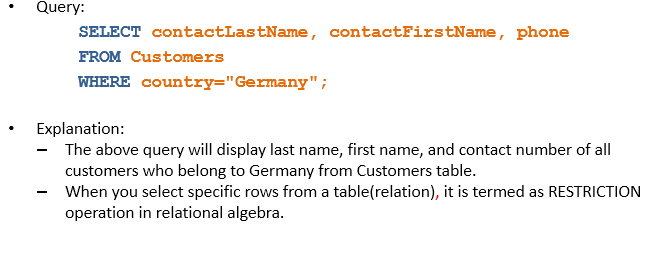 • Query:
SELECT contactLastName, contactFirstName, phone
FROM Customers
WHERE country="Germany";
• Explanation:
– The above query will display last name, first name, and contact number of all
customers who belong to Germany from Customers table.
– When you select specific rows from a table(relation), it is termed as RESTRICTION
operation in relational algebra.